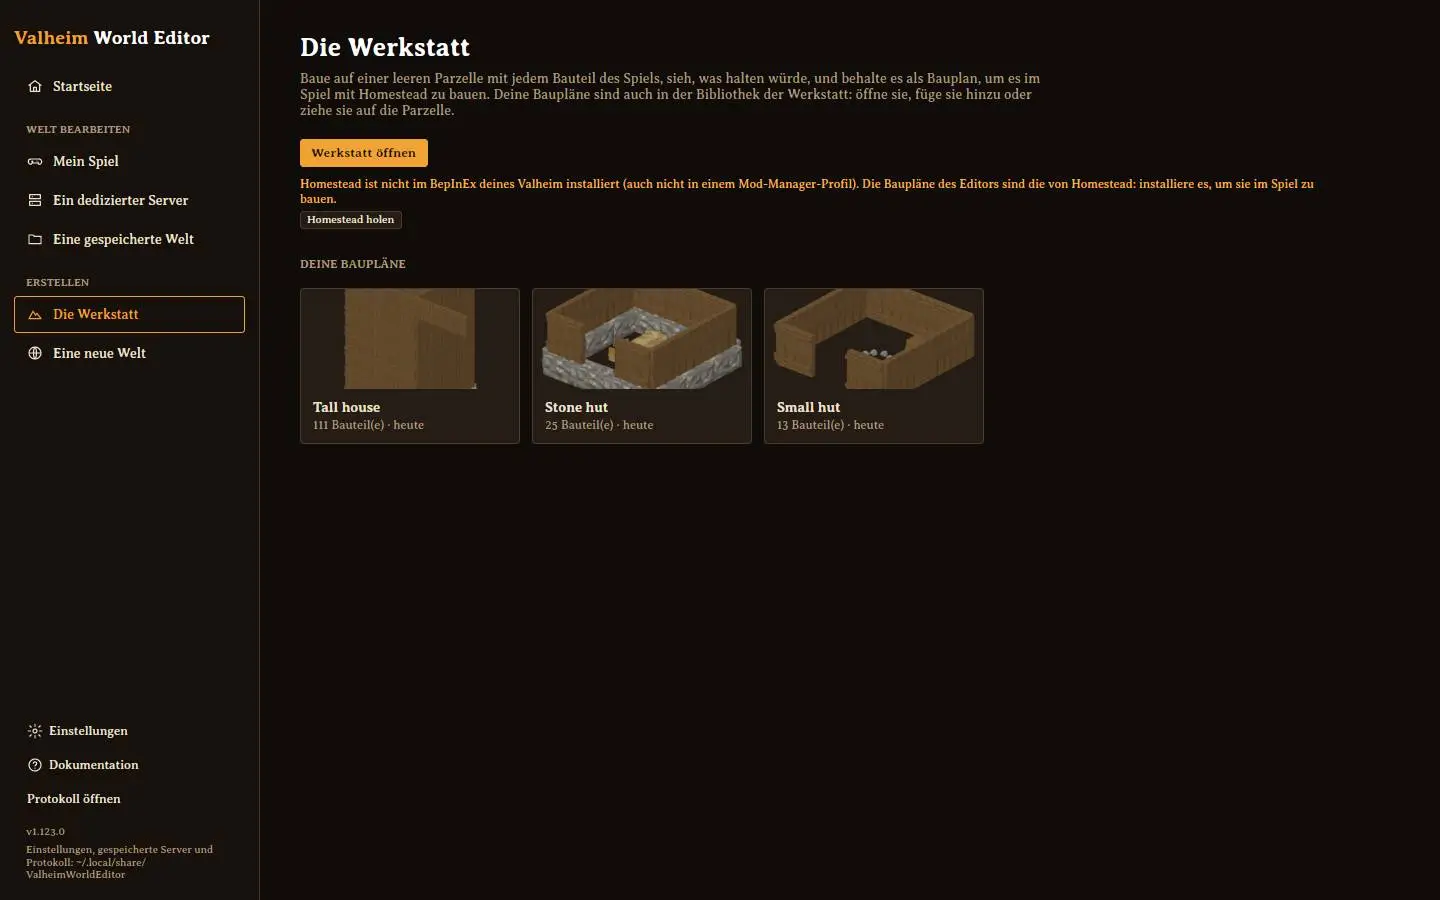 Valheim World Editor
Startseite
WELT BEARBEITEN
Mein Spiel
Ein dedizierter Server
Eine gespeicherte Welt
ERSTELLEN
Die Werkstatt
Eine neue Welt
Einstellungen
Dokumentation
Protokoll öffnen
v1.123.0
Einstellungen, gespeicherte Server und
Protokoll: ~/.local/share/
ValheimWorldEditor
Die Werkstatt
Baue auf einer leeren Parzelle mit jedem Bauteil des Spiels, sieh, was halten würde, und behalte es als Bauplan, um es im
Spiel mit Homestead zu bauen. Deine Baupläne sind auch in der Bibliothek der Werkstatt: öffne sie, füge sie hinzu oder
ziehe sie auf die Parzelle.
Werkstatt öffnen
Homestead ist nicht im BepInEx deines Valheim installiert (auch nicht in einem Mod-Manager-Profil). Die Baupläne des Editors sind die von Homestead: installiere es, um sie im Spiel zu
bauen.
Homestead holen
DEINE BAUPLÄNE
Tall house
111 Bauteil(e) · heute
Stone hut
25 Bauteil(e) · heute
Small hut
13 Bauteil(e) · heute